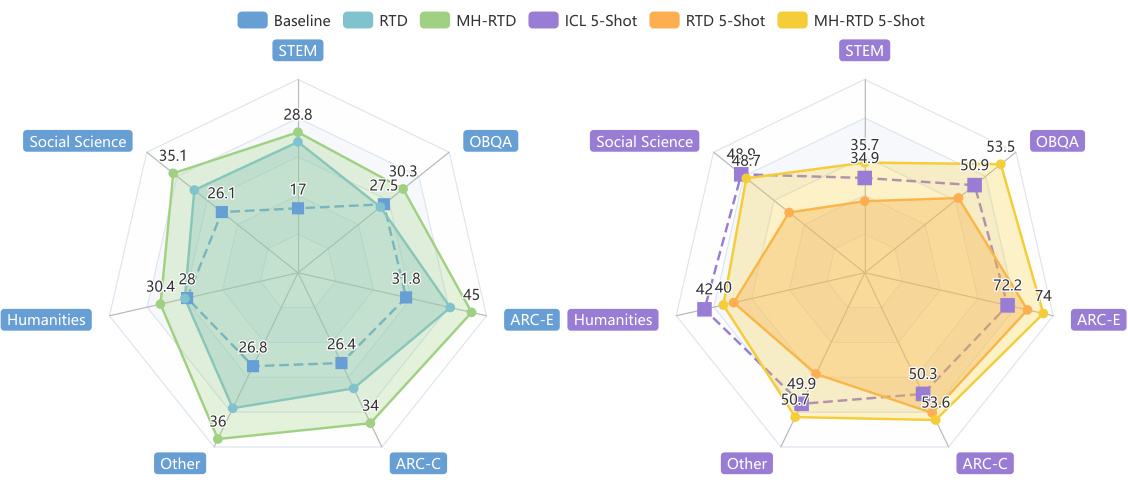 Baseline RTD MH-RTD ICL 5-Shot RTD 5-Shot MH-RTD 5-Shot
STEM
28.8
Social Science
35.1
OBQA
30.3
27.5
26.1
17
Humanities
30.4
28
31.8
45
ARC-E
26.8
26.4
36
34
Other
ARC-C
STEM
35.7
34.9
Social Science
48.9
48.7
OBQA
53.5
50.9
Humanities
42
40
72.2
74
ARC-E
49.9
50.7
50.3
53.6
Other
ARC-C